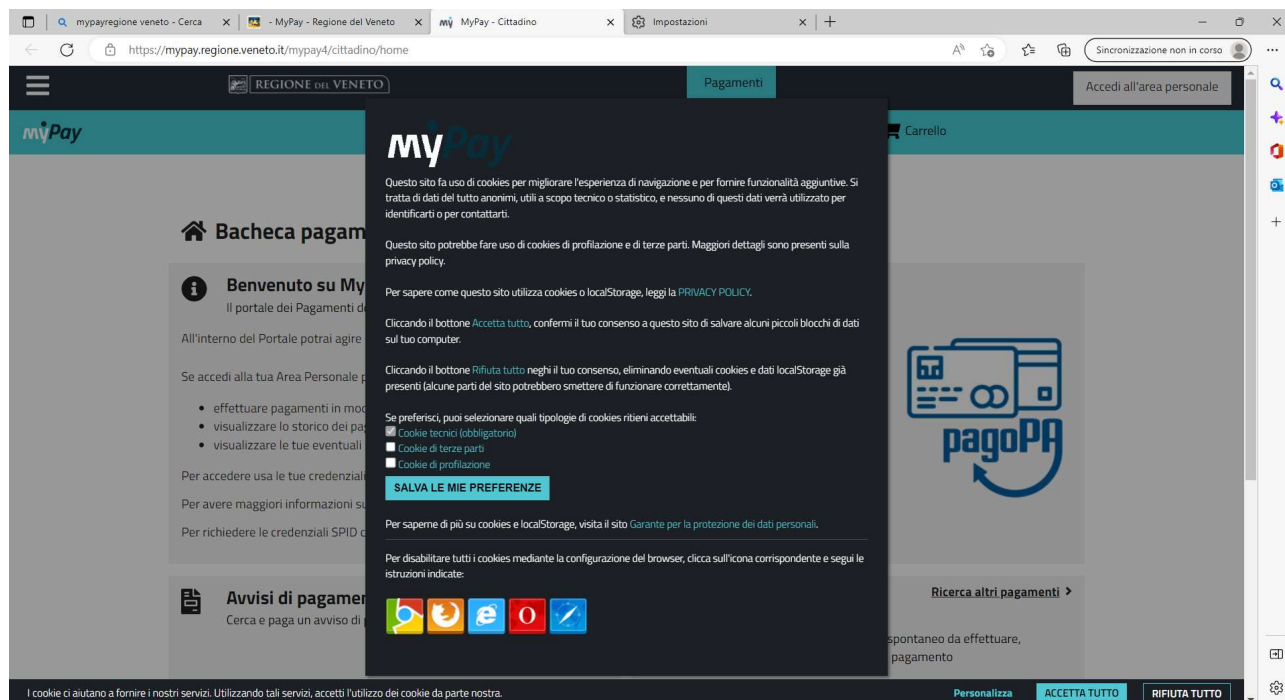 mypayregione veneto - Cerca
- MyPay - Regione del Veneto
MyPay - Cittadino
Impostazioni
https://mypay.regione.veneto.it/mypay4/cittadino/home
Sincronizzazione non in corso
REGIONE DEL VENETO
Pagamenti
Accedi all'area personale
myPay
Carrello
Bacheca pagam
Benvenuto su My
Il portale dei Pagamenti d
All'interno del Portale potrai agire
Se accedi alla tua Area Personale p
effettuare pagamenti in mod
visualizzare lo storico dei pa
visualizzare le tue eventuali
Per accedere usa le tue credenziali
Per avere maggiori informazioni su
Per richiedere le credenziali SPID c
Avvisi di pagamer
Cerca e paga un avviso di
myPay
Questo sito fa uso di cookies per migliorare l'esperienza di navigazione e per fornire funzionalità aggiuntive. Si
tratta di dati del tutto anonimi, utili a scopo tecnico o statistico, e nessuno di questi dati verrà utilizzato per
identificarti o per contattarti.
Questo sito potrebbe fare uso di cookies di profilazione e di terze parti. Maggiori dettagli sono presenti sulla
privacy policy.
Per sapere come questo sito utilizza cookies o localStorage, leggi la PRIVACY POLICY.
Cliccando il bottone Accetta tutto, confermi il tuo consenso a questo sito di salvare alcuni piccoli blocchi di dati
sul tuo computer.
Cliccando il bottone Rifiuta tutto neghi il tuo consenso, eliminando eventuali cookies e dati localStorage già
presenti (alcune parti del sito potrebbero smettere di funzionare correttamente).
Se preferisci, puoi selezionare quali tipologie di cookies ritieni accettabili:
Cookie tecnici (obbligatorio)
Cookie di terze parti
Cookie di profilazione
SALVA LE MIE PREFERENZE
Per saperne di più su cookies e localStorage, visita il sito Garante per la protezione dei dati personali.
Per disabilitare tutti i cookies mediante la configurazione del browser, clicca sull'icona corrispondente e segui le
istruzioni indicate:
pagoPA
Ricerca altri pagamenti
spontaneo da effettuare,
pagamento
I cookie ci aiutano a fornire i nostri servizi. Utilizzando tali servizi, accetti l'utilizzo dei cookie da parte nostra.
Personalizza
ACCETTA TUTTO
RIFIUTA TUTTO